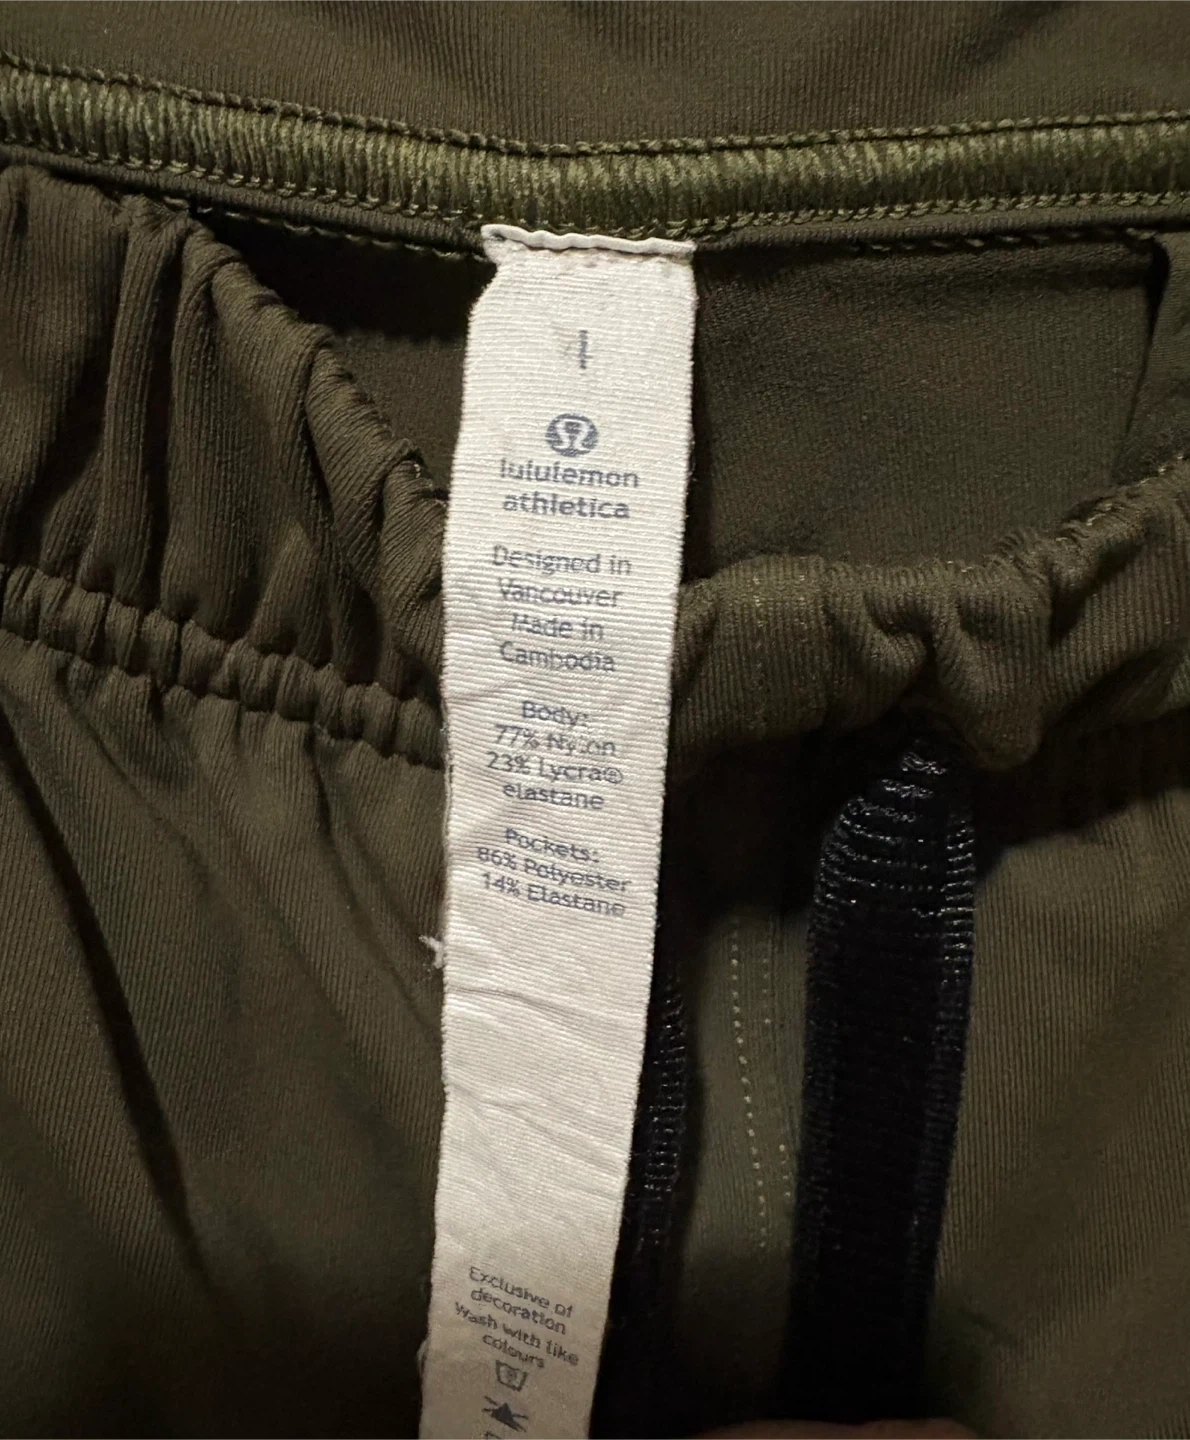 lululemon
athletica
Designed in
Vancouver
Made in
Cambodia
Body:
77% Nylon
23% Lycra®
elastane
Pockets:
86% Polyester
14% Elastane
Exclusive of
decoration
Wash with like
colours